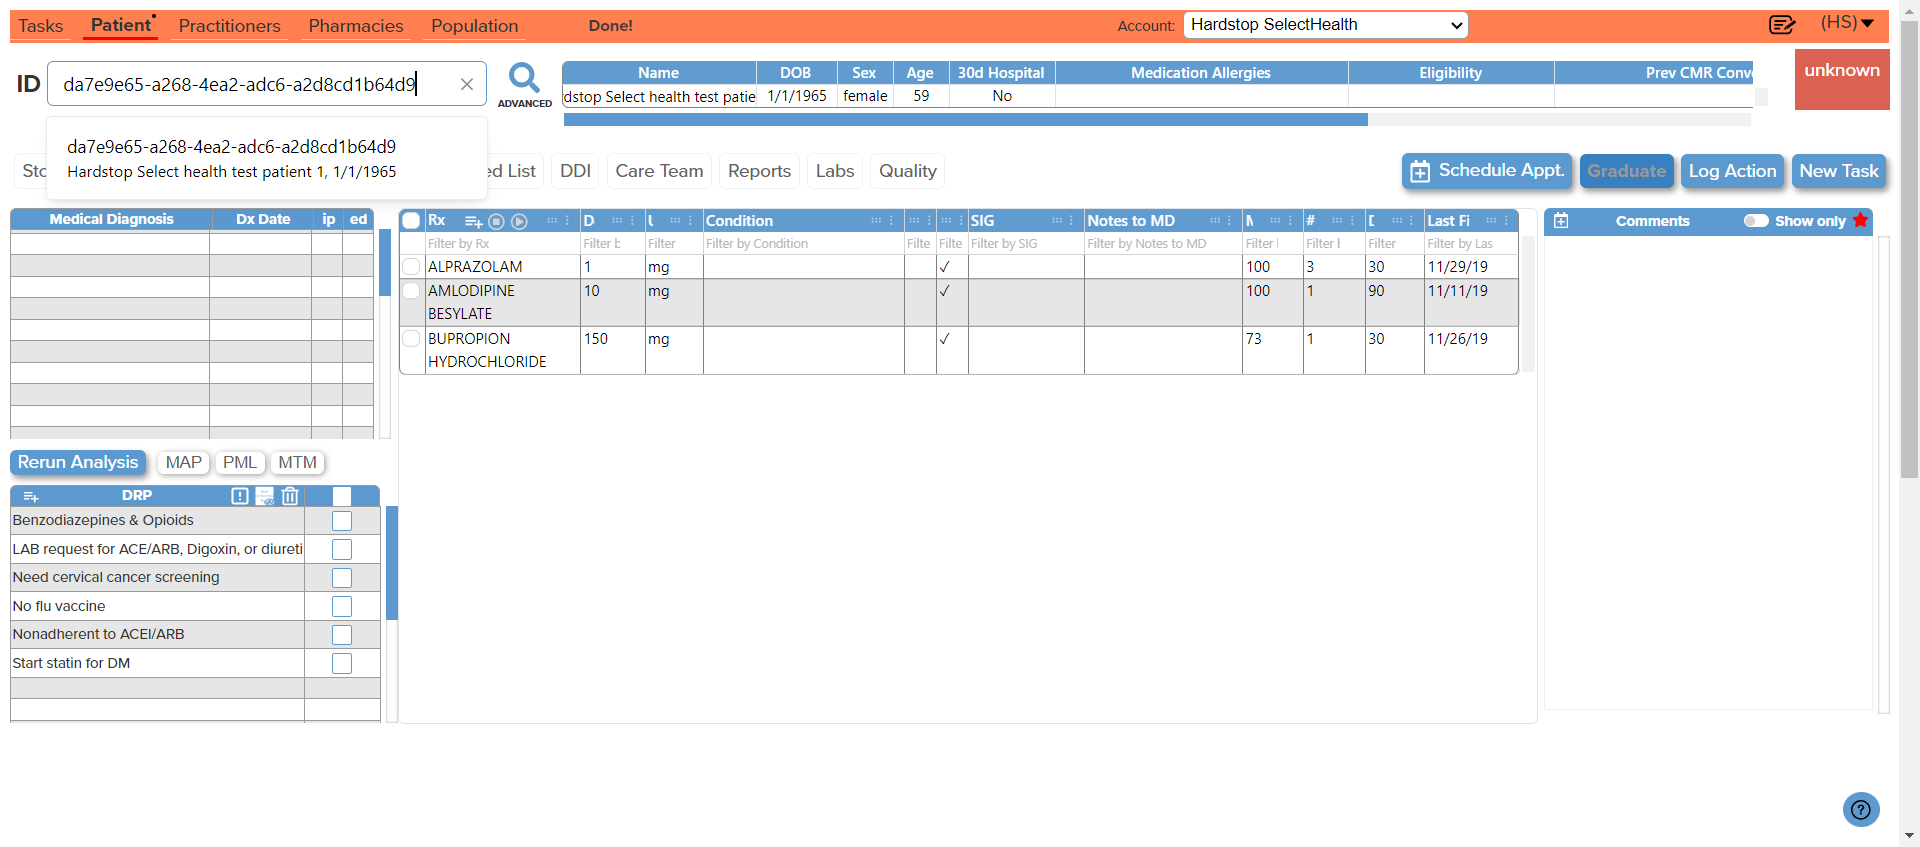 Tasks Patient Practitioners Pharmacies Population Done! Account: Hardstop SelectHealth (HS)
ID da7e9e65-a268-4ea2-adc6-a2d8cd1b64d9 ADVANCED
Name DOB Sex Age 30d Hospital Medication Allergies Eligibility Prev CMR Conv
dstop Select health test patie 1/1/1965 female 59 No
unknown
da7e9e65-a268-4ea2-adc6-a2d8cd1b64d9
Hardstop Select health test patient 1, 1/1/1965
Sto ed List DDI Care Team Reports Labs Quality Schedule Appt. Graduate Log Action New Task
Medical Diagnosis Dx Date ip ed
Rx D Condition SIG Notes to MD # Last Fi
Filter by Rx Filter b Filter Filter by Condition Filte Filte Filter by SIG Filter by Notes to MD Filter Filter b Filter Filter by Las
ALPRAZOLAM 1 mg ✓ 100 3 30 11/29/19
AMLODIPINE BESYLATE 10 mg ✓ 100 1 90 11/11/19
BUPROPION HYDROCHLORIDE 150 mg ✓ 73 1 30 11/26/19
Comments Show only
Rerun Analysis MAP PML MTM
DRP
Benzodiazepines & Opioids
LAB request for ACE/ARB, Digoxin, or diureti
Need cervical cancer screening
No flu vaccine
Nonadherent to ACEI/ARB
Start statin for DM